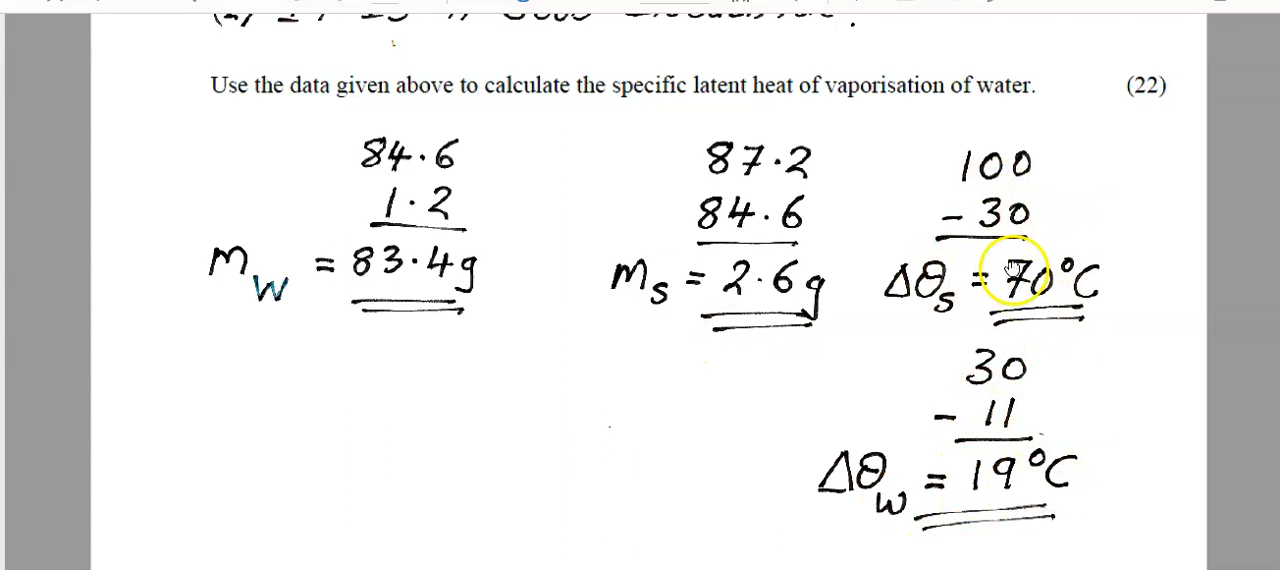 Use the data given above to calculate the specific latent heat of vaporisation of water. (22)
84.6
1.2
m_w = 83.4g
87.2
84.6
m_s = 2.6g
100
- 30
Δθ_s = 70°C
30
- 11
Δθ_w = 19°C